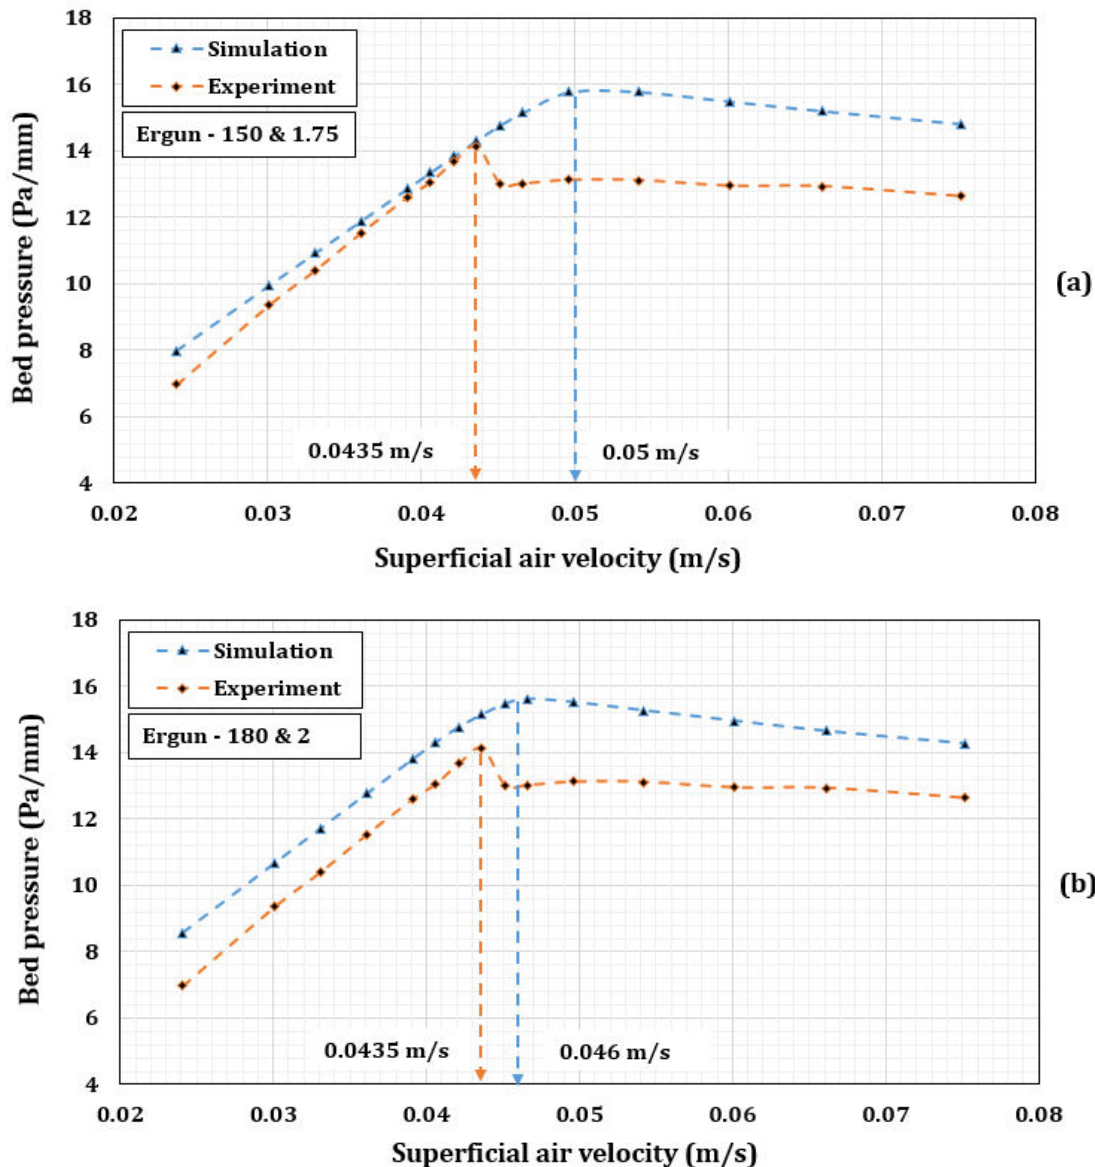 18
16
14
12
10
8
6
4
Bed pressure (Pa/mm)
Simulation
Experiment
Ergun - 150 & 1.75
0.0435 m/s
0.05 m/s
(a)
0.02 0.03 0.04 0.05 0.06 0.07 0.08
Superficial air velocity (m/s)
18
16
14
12
10
8
6
4
Bed pressure (Pa/mm)
Simulation
Experiment
Ergun - 180 & 2
0.0435 m/s
0.046 m/s
(b)
0.02 0.03 0.04 0.05 0.06 0.07 0.08
Superficial air velocity (m/s)